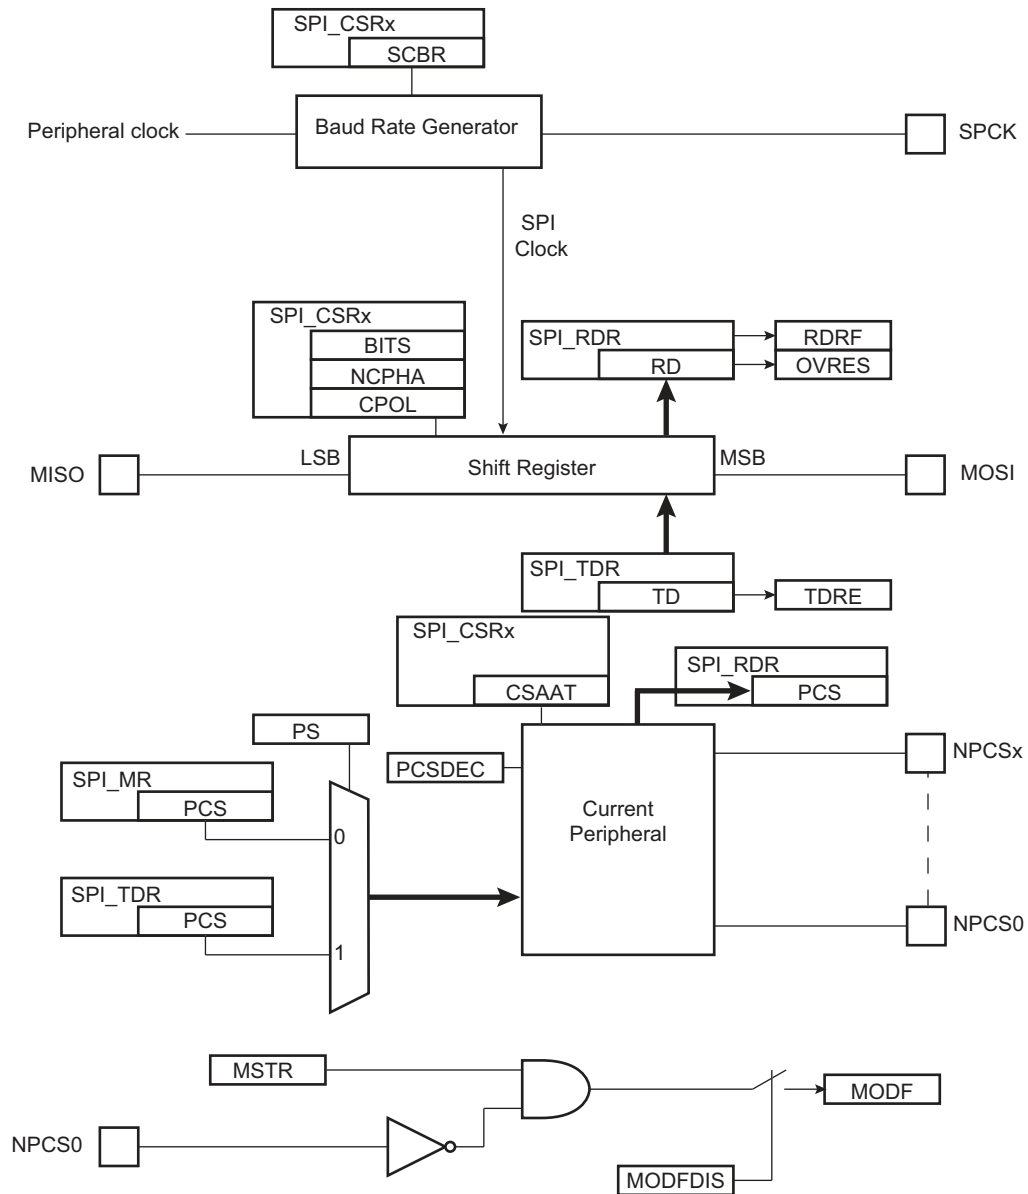 SPI_CSRx
SCBR
Peripheral clock
Baud Rate Generator
SPCK
SPI
Clock
SPI_CSRx
BITS
NCPHA
CPOL
SPI_RDR
RD
RDRF
OVRES
MISO
LSB
Shift Register
MSB
MOSI
SPI_TDR
TD
TDRE
SPI_CSRx
CSAAT
SPI_RDR
PCS
PS
PCSDEC
NPCSx
SPI_MR
PCS
0
Current
Peripheral
SPI_TDR
PCS
1
NPCS0
MSTR
MODF
NPCS0
MODFDIS